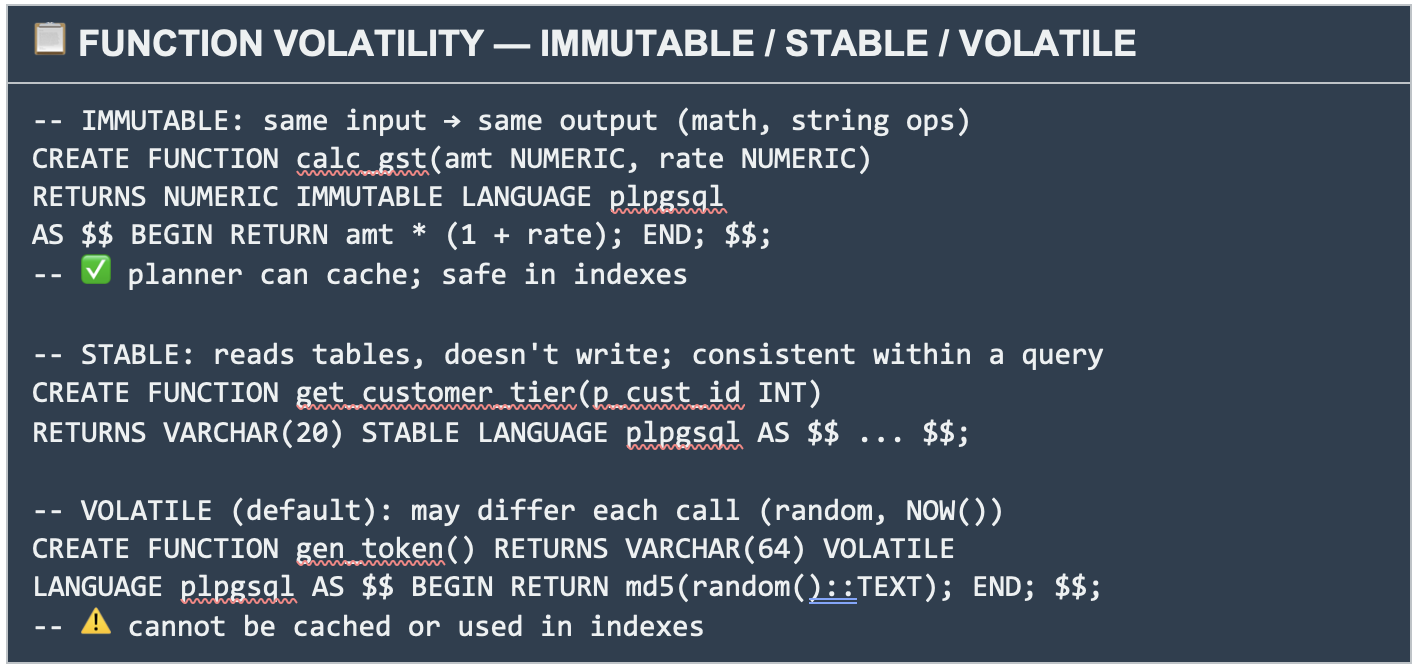 📋 FUNCTION VOLATILITY — IMMUTABLE / STABLE / VOLATILE
-- IMMUTABLE: same input → same output (math, string ops)
CREATE FUNCTION calc_gst(amt NUMERIC, rate NUMERIC)
RETURNS NUMERIC IMMUTABLE LANGUAGE plpgsql
AS $$ BEGIN RETURN amt * (1 + rate); END; $$;
-- ✅ planner can cache; safe in indexes
-- STABLE: reads tables, doesn't write; consistent within a query
CREATE FUNCTION get_customer_tier(p_cust_id INT)
RETURNS VARCHAR(20) STABLE LANGUAGE plpgsql AS $$ ... $$;
-- VOLATILE (default): may differ each call (random, NOW())
CREATE FUNCTION gen_token() RETURNS VARCHAR(64) VOLATILE
LANGUAGE plpgsql AS $$ BEGIN RETURN md5(random()::TEXT); END; $$;
-- ⚠️ cannot be cached or used in indexes